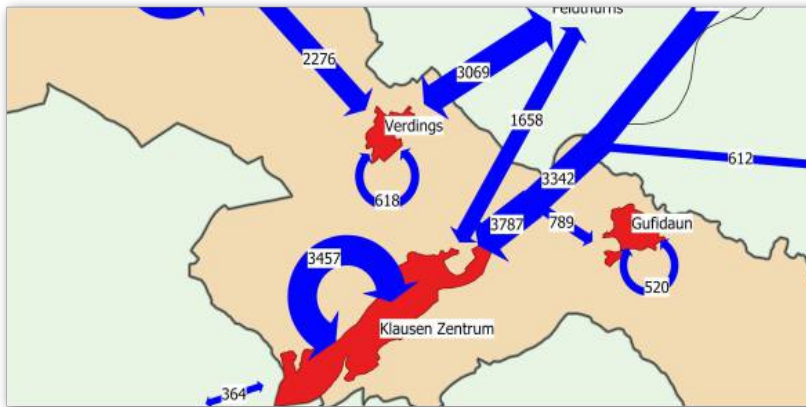 Feldthurns
2276
3069
Verdings
1658
612
3342
618
3787
789
Gufidaun
3457
520
Klausen Zentrum
364